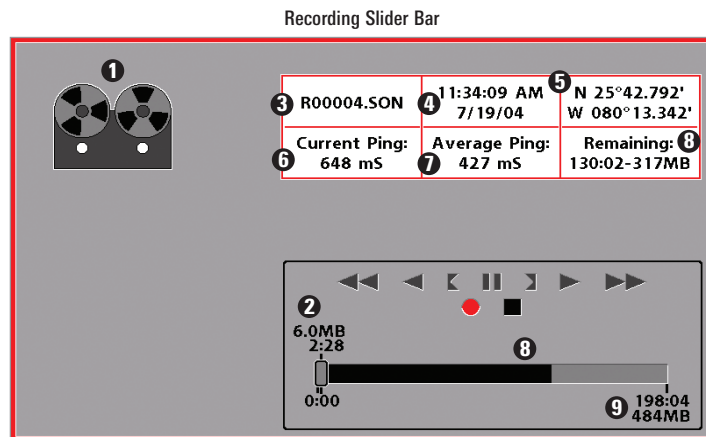 Recording Slider Bar
1
3 R00004.SON
4 11:34:09 AM
7/19/04
5 N 25°42.792'
W 080°13.342'
6 Current Ping:
648 mS
7 Average Ping:
427 mS
Remaining: 8
130:02-317MB
2
6.0MB
2:28
8
0:00
9 198:04
484MB